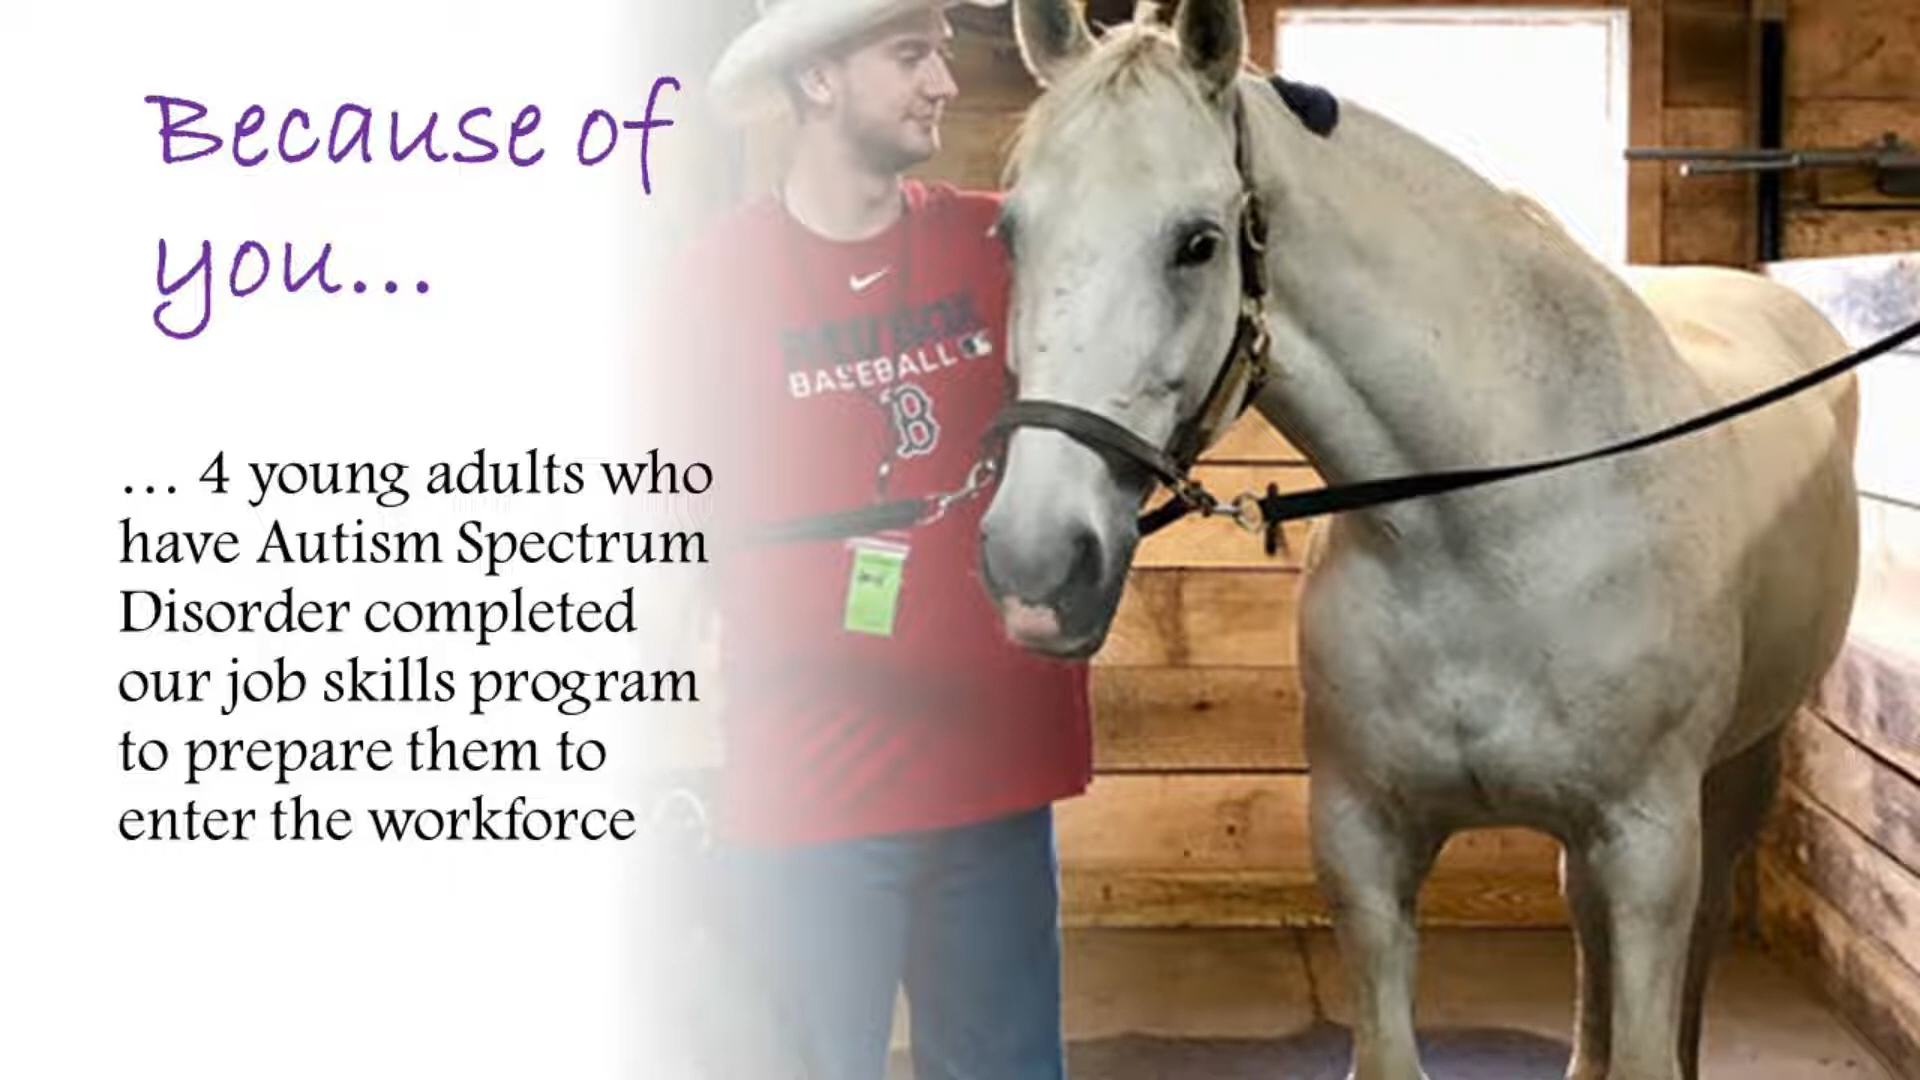 Because of
you...
... 4 young adults who
have Autism Spectrum
Disorder completed
our job skills program
to prepare them to
enter the workforce
BASEBALL
B